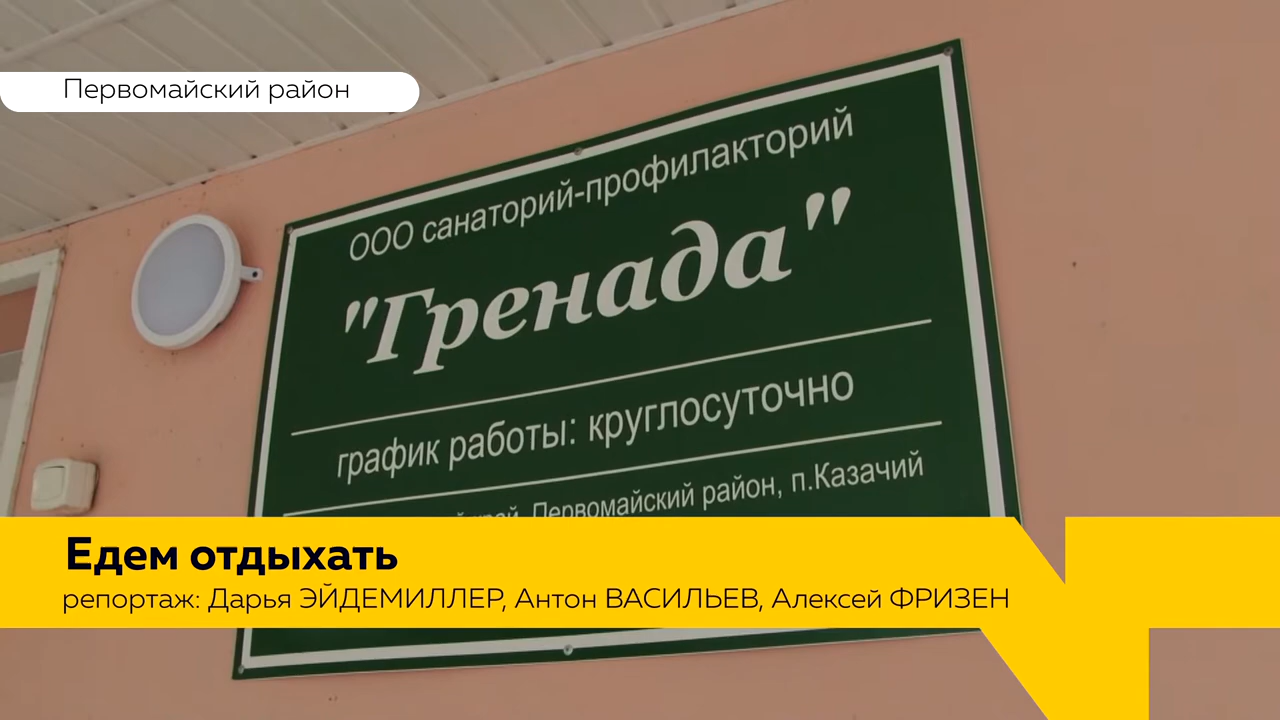 Первомайский район
ООО санаторий-профилакторий
"Гренада"
график работы: круглосуточно
край, Первомайский район, п.Казачий
Едем отдыхать
репортаж: Дарья ЭЙДЕМИЛЛЕР, Антон ВАСИЛЬЕВ, Алексей ФРИЗЕН